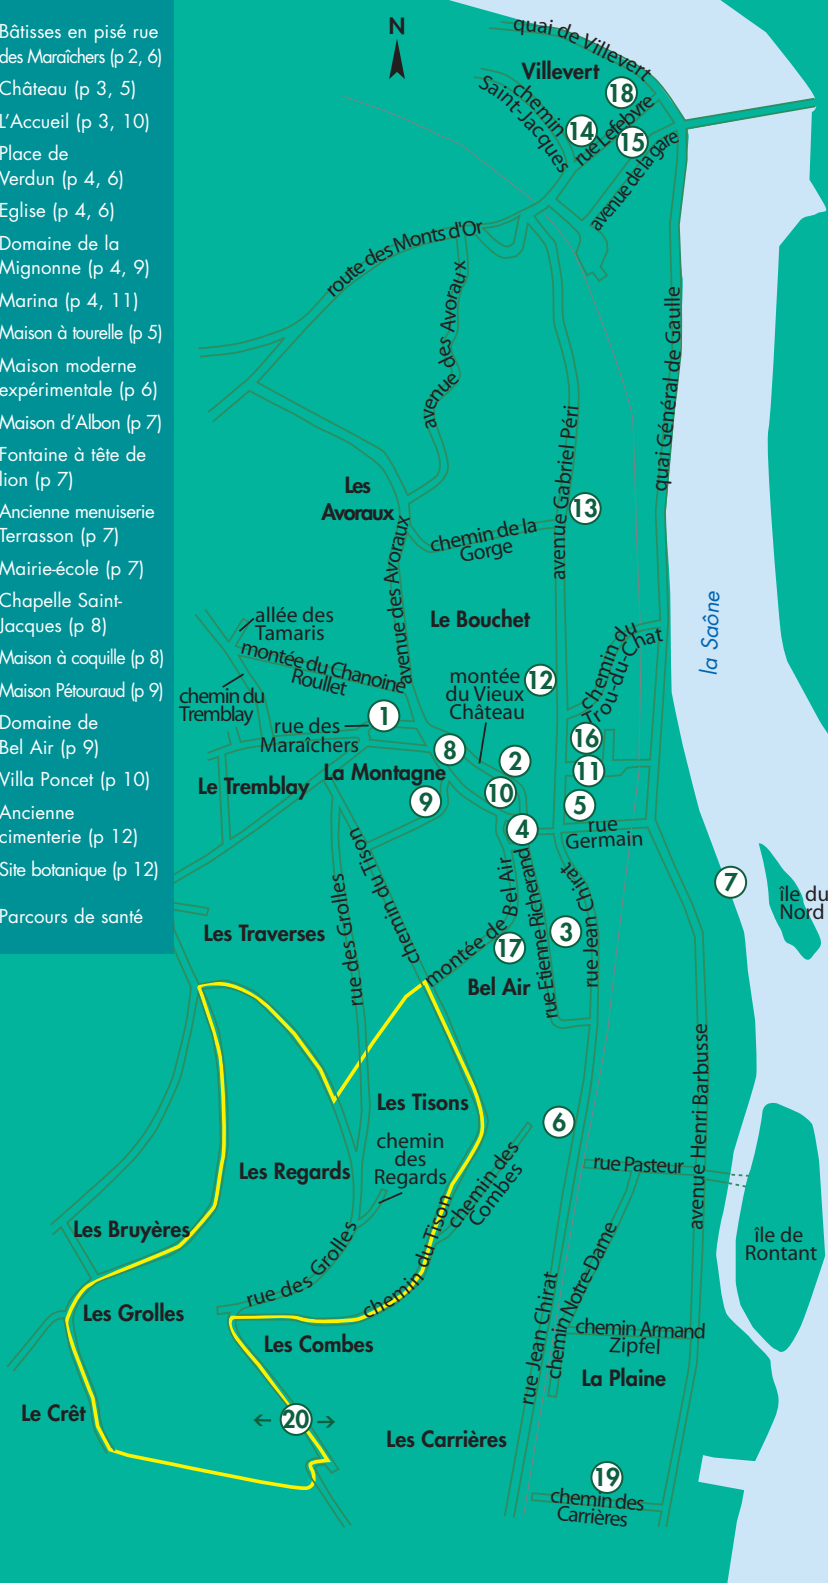 Bâtisses en pisé rue
des Maraîchers (p 2, 6)
Château (p 3, 5)
L'Accueil (p 3, 10)
Place de
Verdun (p 4, 6)
Eglise (p 4, 6)
Domaine de la
Mignonne (p 4, 9)
Marina (p 4, 11)
Maison à tourelle (p 5)
Maison moderne
expérimentale (p 6)
Maison d'Albon (p 7)
Fontaine à tête de
lion (p 7)
Ancienne menuiserie
Terrasson (p 7)
Mairie-école (p 7)
Chapelle Saint-
Jacques (p 8)
Maison à coquille (p 8)
Maison Pétouraud (p 9)
Domaine de
Bel Air (p 9)
Villa Poncet (p 10)
Ancienne
cimenterie (p 12)
Site botanique (p 12)
Parcours de santé
N
quai de Villevert
Villevert
18
chemin
Saint-Jacques
14
rue Lefebvre
15
avenue de la gare
route des Monts d'Or
avenue des Avoraux
quai Général de Gaulle
avenue Gabriel Péri
Les
Avoraux
13
chemin de la
Gorge
avenue des Avoraux
la Saône
allée des
Tamaris
Le Bouchet
chemin du
Trou-du-Chat
montée du Chanoine
Roullet
montée
du Vieux
Château
12
chemin du
Tremblay
1
rue des
Maraîchers
16
8
2
La Montagne
11
Le Tremblay
10
9
5
4
rue
Germain
chemin du Tison
7
île du
Nord
rue des Grolles
montée de Bel Air
rue Etienne Richerand
rue Jean Chirat
Les Traverses
3
17
Bel Air
Les Tisons
6
chemin
des
Regards
avenue Henri Barbusse
rue Pasteur
Les Regards
chemin des
Combes
Les Bruyères
île de
Rontant
rue des Grolles
chemin du Tison
chemin Notre-Dame
rue Jean Chirat
Les Grolles
chemin Armand
Zipfel
Les Combes
La Plaine
Le Crêt
← 20 →
Les Carrières
19
chemin des
Carrières